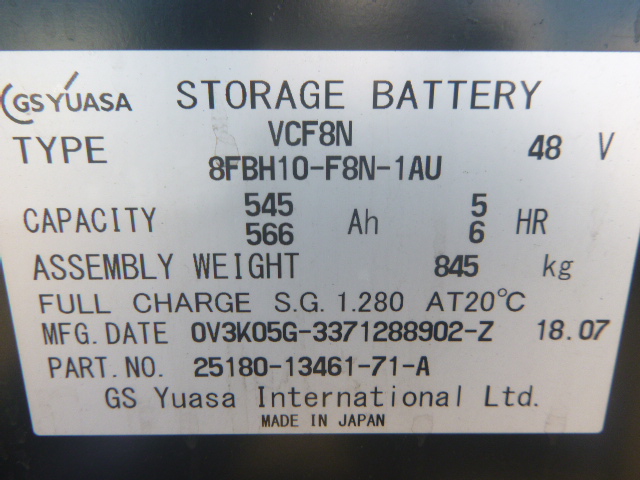 GS YUASA STORAGE BATTERY
TYPE VCF8N 48 V
8FBH10-F8N-1AU
CAPACITY 545 Ah 5 HR
566 6
ASSEMBLY WEIGHT 845 kg
FULL CHARGE S.G. 1.280 AT20℃
MFG. DATE 0V3K05G-3371288902-Z 18.07
PART. NO. 25180-13461-71-A
GS Yuasa International Ltd.
MADE IN JAPAN